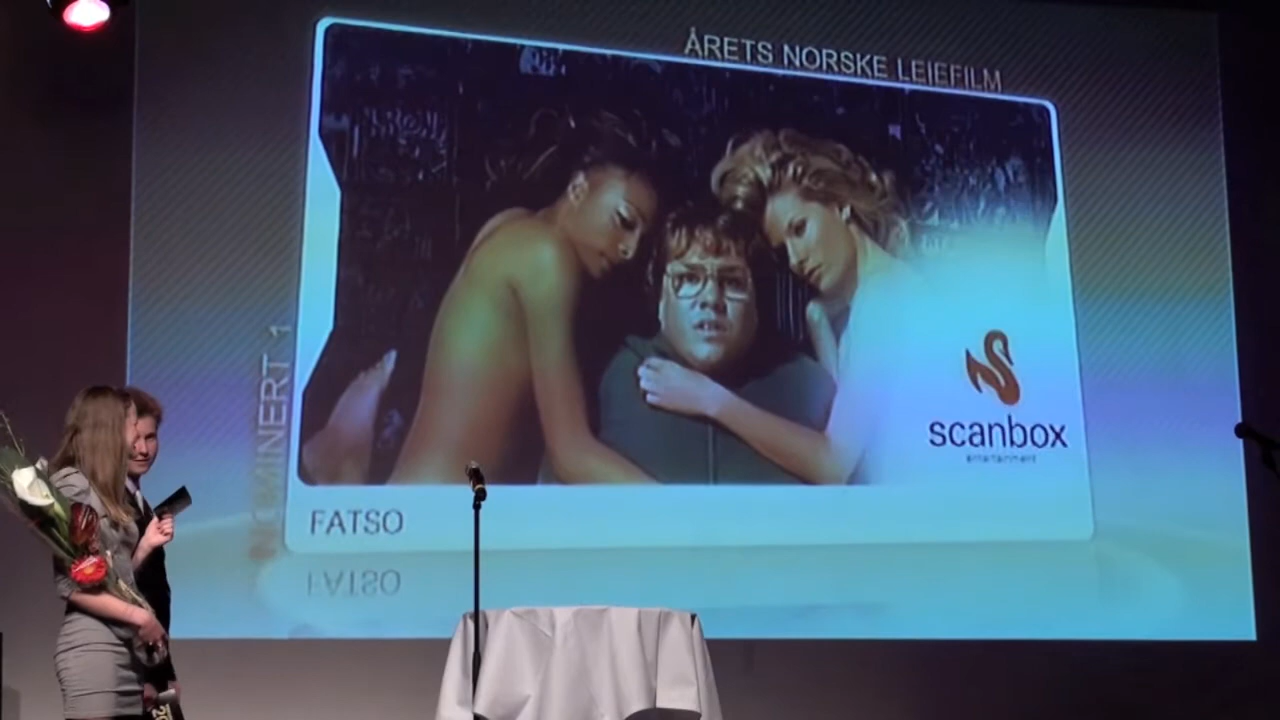 ÅRETS NORSKE LEIEFILM
NOMINERT 1
scanbox
entertainment
FATSO
FATSO